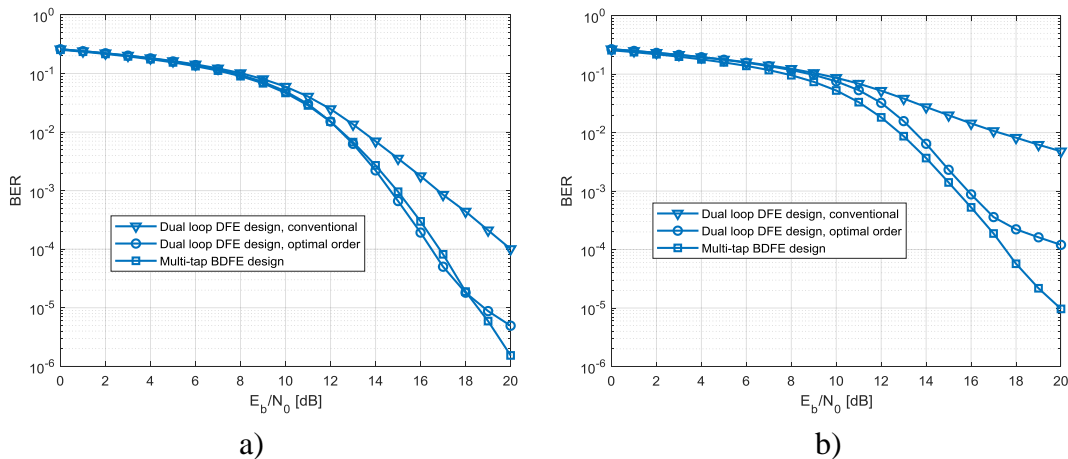 10^0
10^-1
10^-2
10^-3
10^-4
10^-5
10^-6
BER
Dual loop DFE design, conventional
Dual loop DFE design, optimal order
Multi-tap BDFE design
0 2 4 6 8 10 12 14 16 18 20
E_b/N_0 [dB]
a)
10^0
10^-1
10^-2
10^-3
10^-4
10^-5
10^-6
BER
Dual loop DFE design, conventional
Dual loop DFE design, optimal order
Multi-tap BDFE design
0 2 4 6 8 10 12 14 16 18 20
E_b/N_0 [dB]
b)